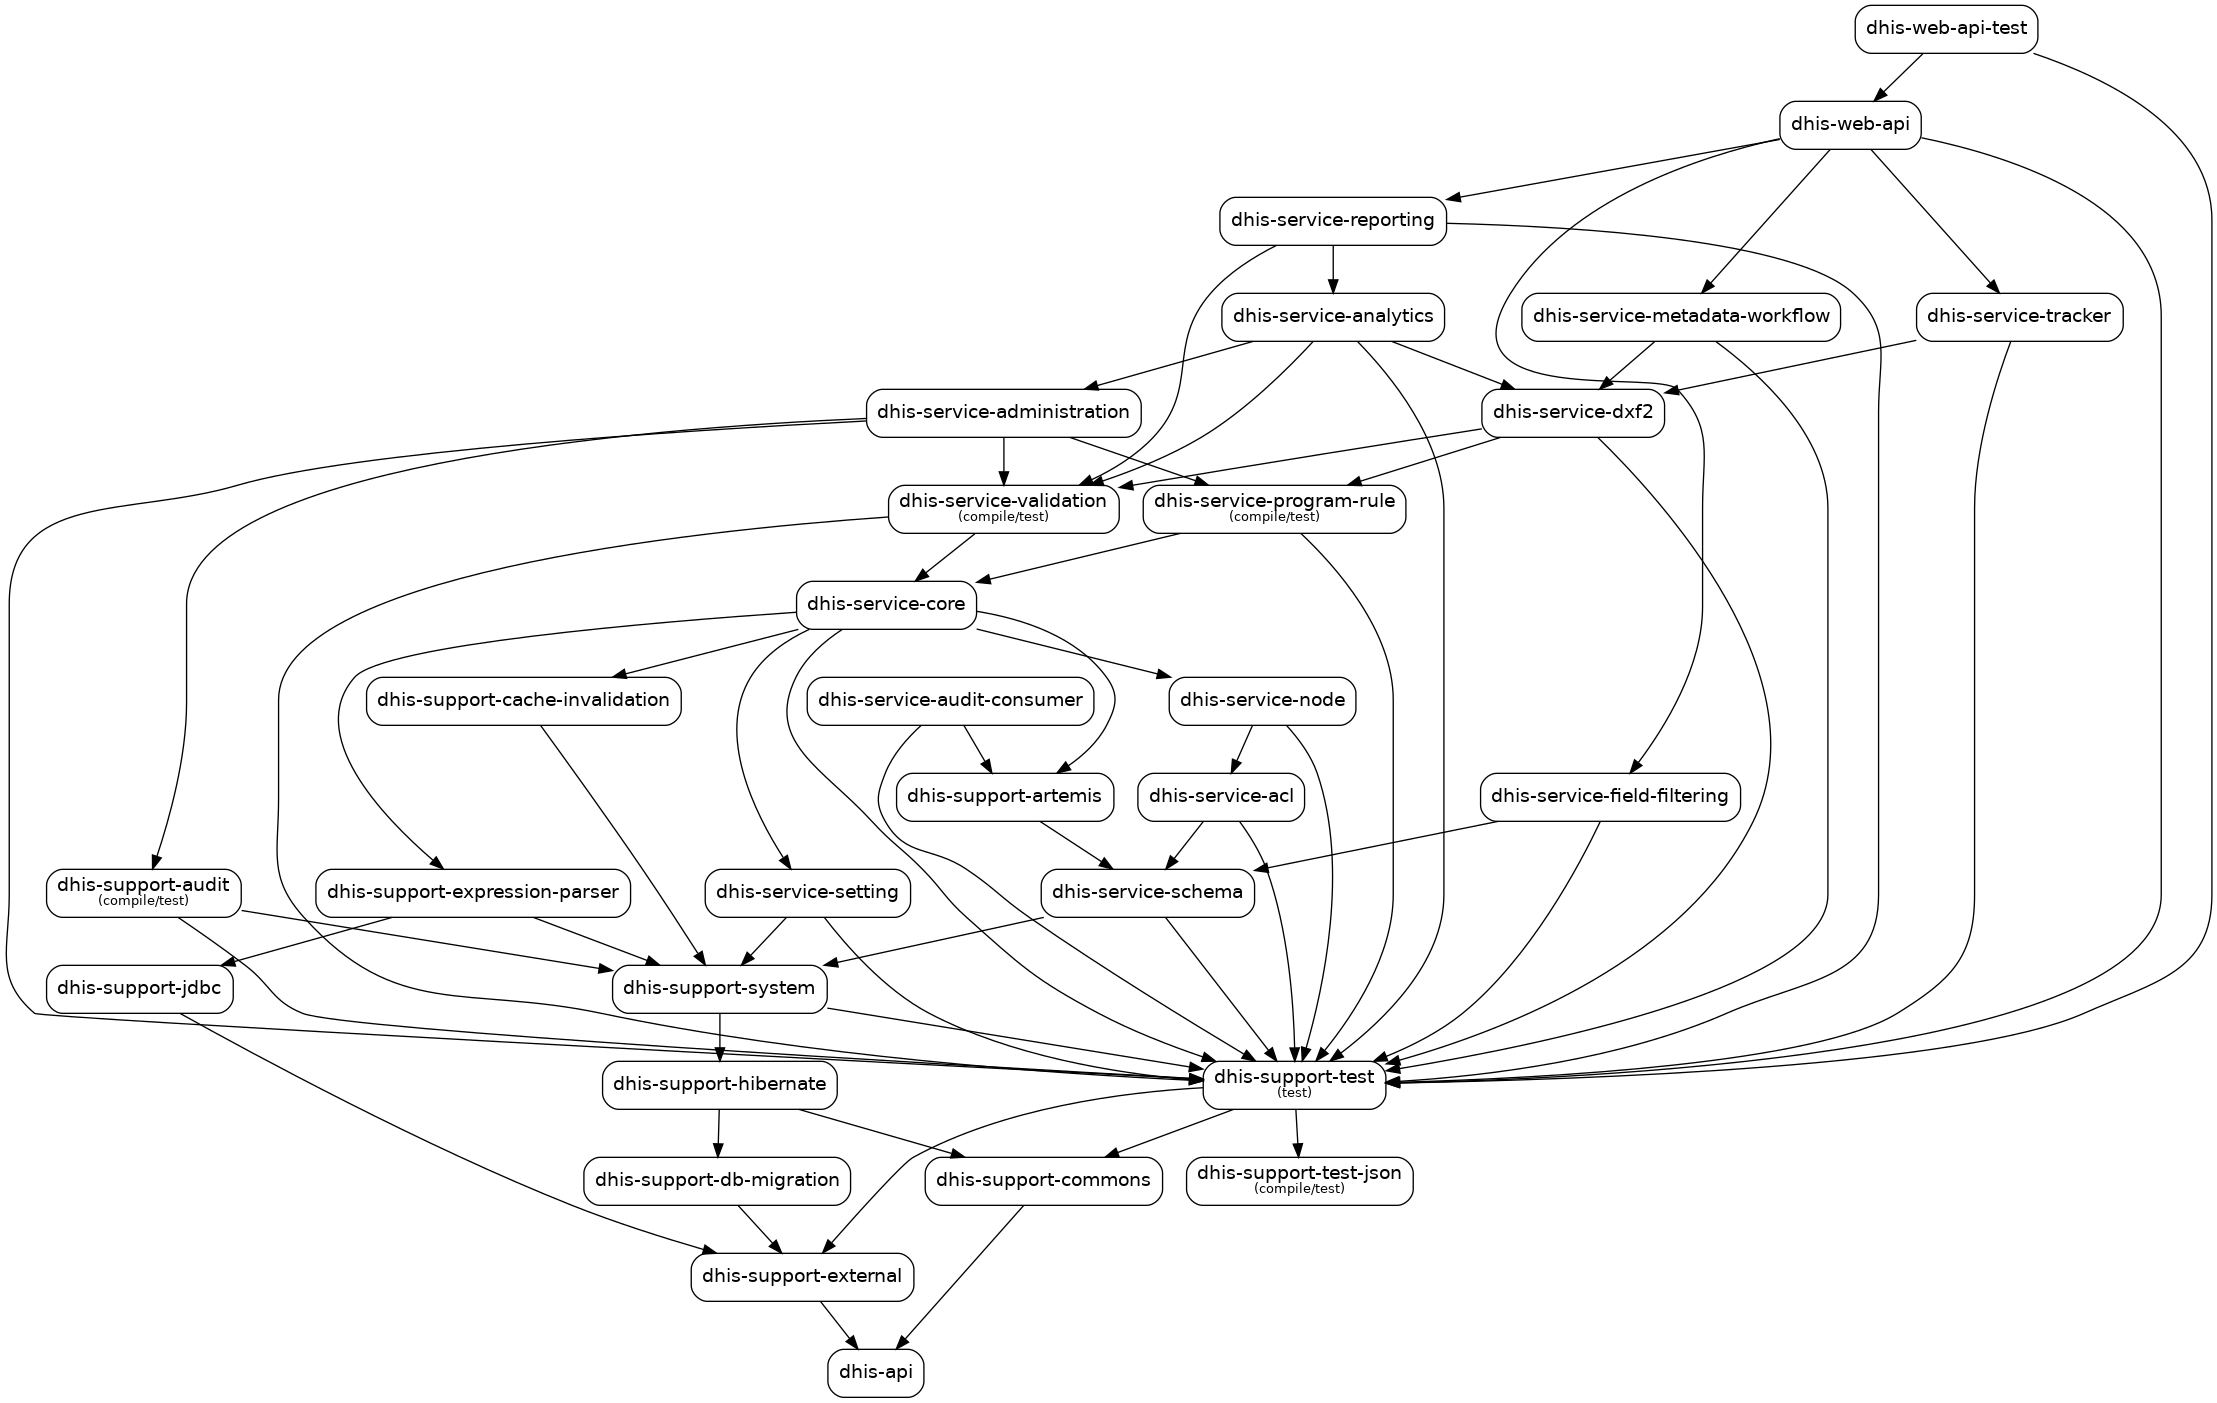 dhis-web-api-test
dhis-web-api
dhis-service-reporting
dhis-service-analytics
dhis-service-metadata-workflow
dhis-service-tracker
dhis-service-administration
dhis-service-dxf2
dhis-service-validation
(compile/test)
dhis-service-program-rule
(compile/test)
dhis-service-core
dhis-support-cache-invalidation
dhis-service-audit-consumer
dhis-service-node
dhis-support-artemis
dhis-service-acl
dhis-service-field-filtering
dhis-support-audit
(compile/test)
dhis-support-expression-parser
dhis-service-setting
dhis-service-schema
dhis-support-jdbc
dhis-support-system
dhis-support-hibernate
dhis-support-test
(test)
dhis-support-db-migration
dhis-support-commons
dhis-support-test-json
(compile/test)
dhis-support-external
dhis-api